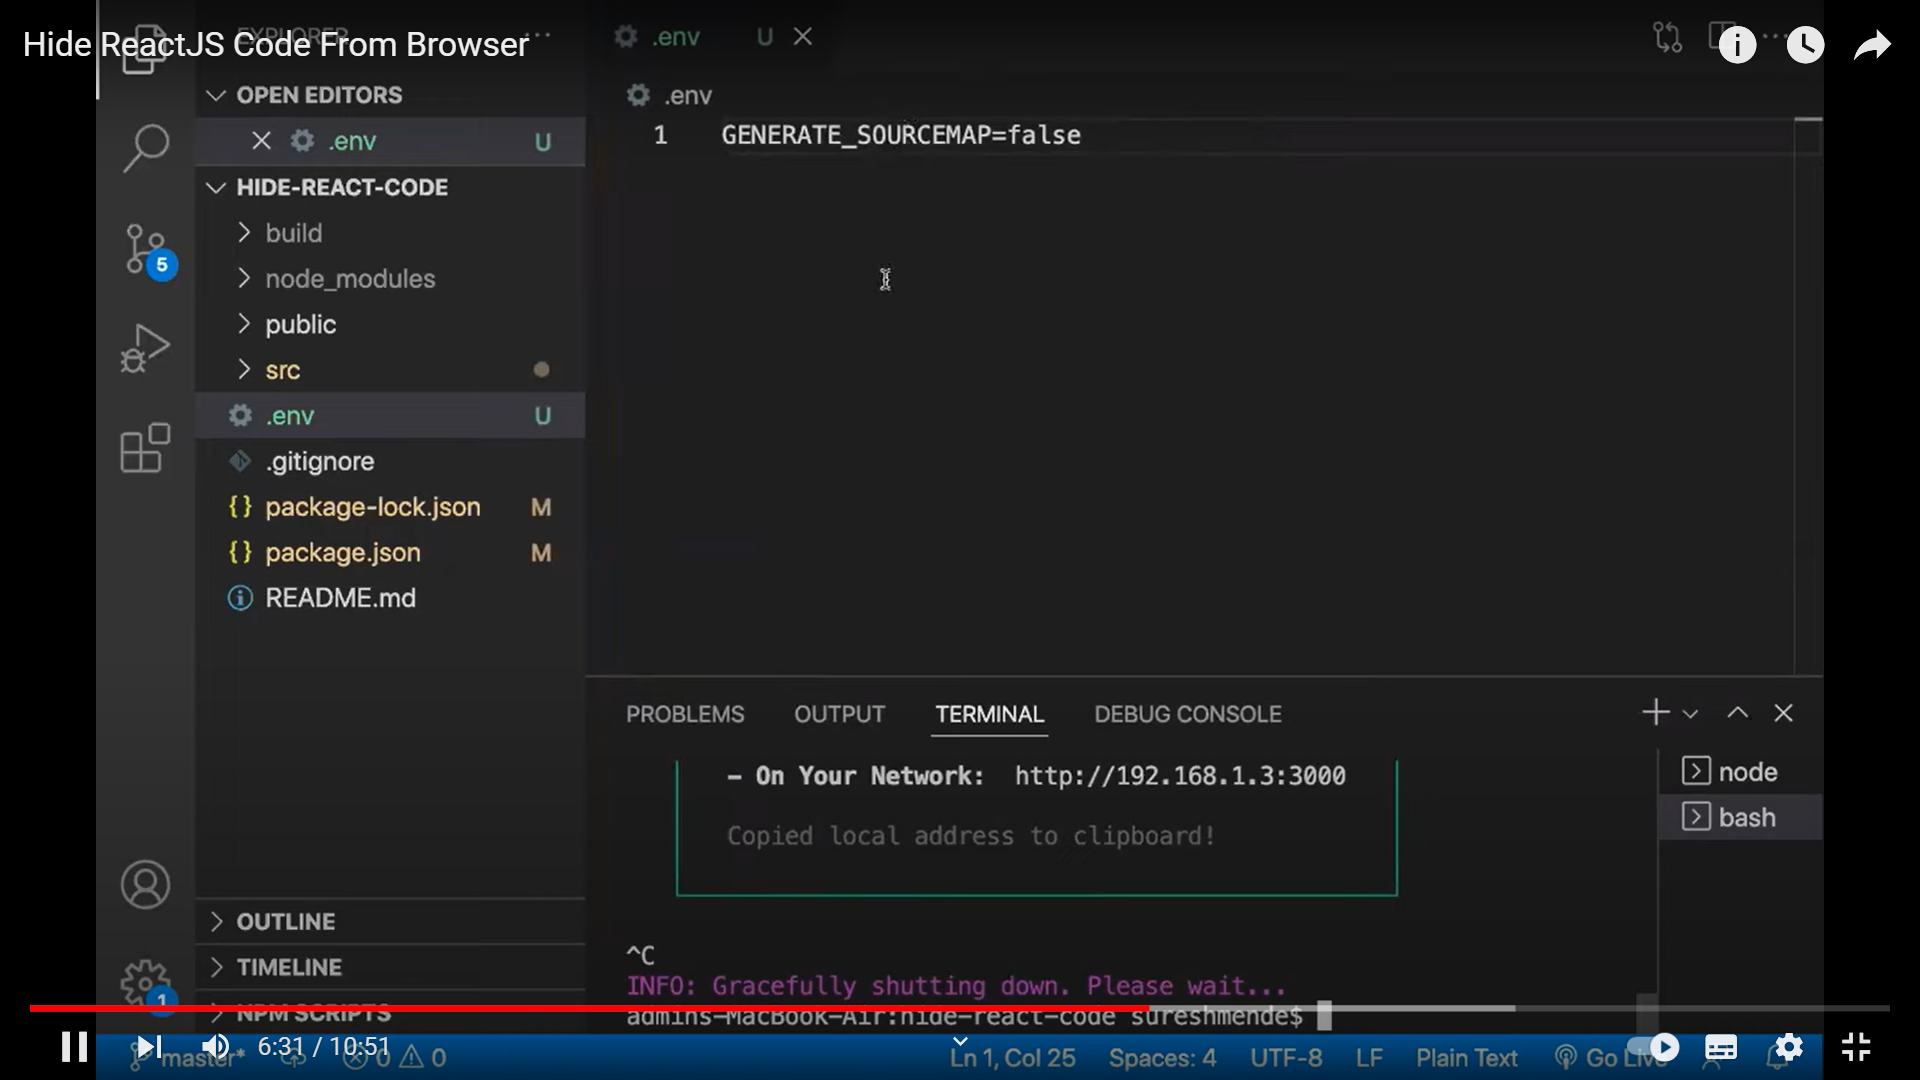 Hide ReactJS Code From Browser
EXPLORER
OPEN EDITORS
.env U
HIDE-REACT-CODE
build
node_modules
public
src
.env U
.gitignore
{} package-lock.json M
{} package.json M
README.md
OUTLINE
TIMELINE
NPM SCRIPTS
5
1
.env U
.env
1 GENERATE_SOURCEMAP=false
PROBLEMS OUTPUT TERMINAL DEBUG CONSOLE
- On Your Network: http://192.168.1.3:3000
Copied local address to clipboard!
^C
INFO: Gracefully shutting down. Please wait...
admins-MacBook-Air:hide-react-code sureshmende$
node
bash
6:31 / 10:51
master* 0 0 Ln 1, Col 25 Spaces: 4 UTF-8 LF Plain Text Go Live